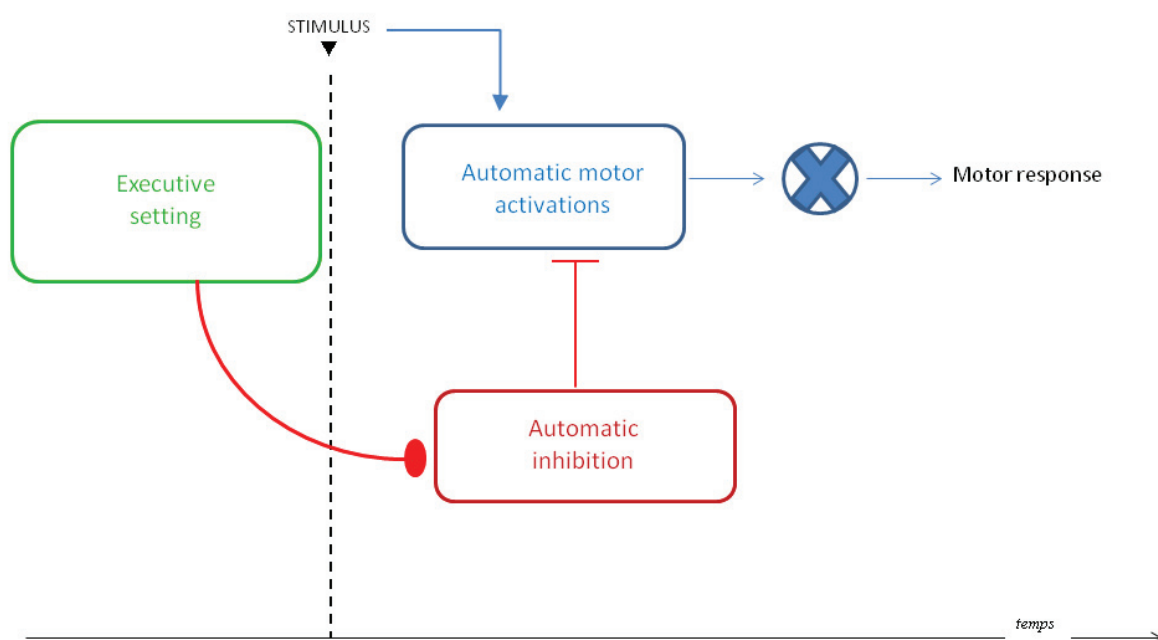 STIMULUS
Executive
setting
Automatic motor
activations
Motor response
Automatic
inhibition
temps